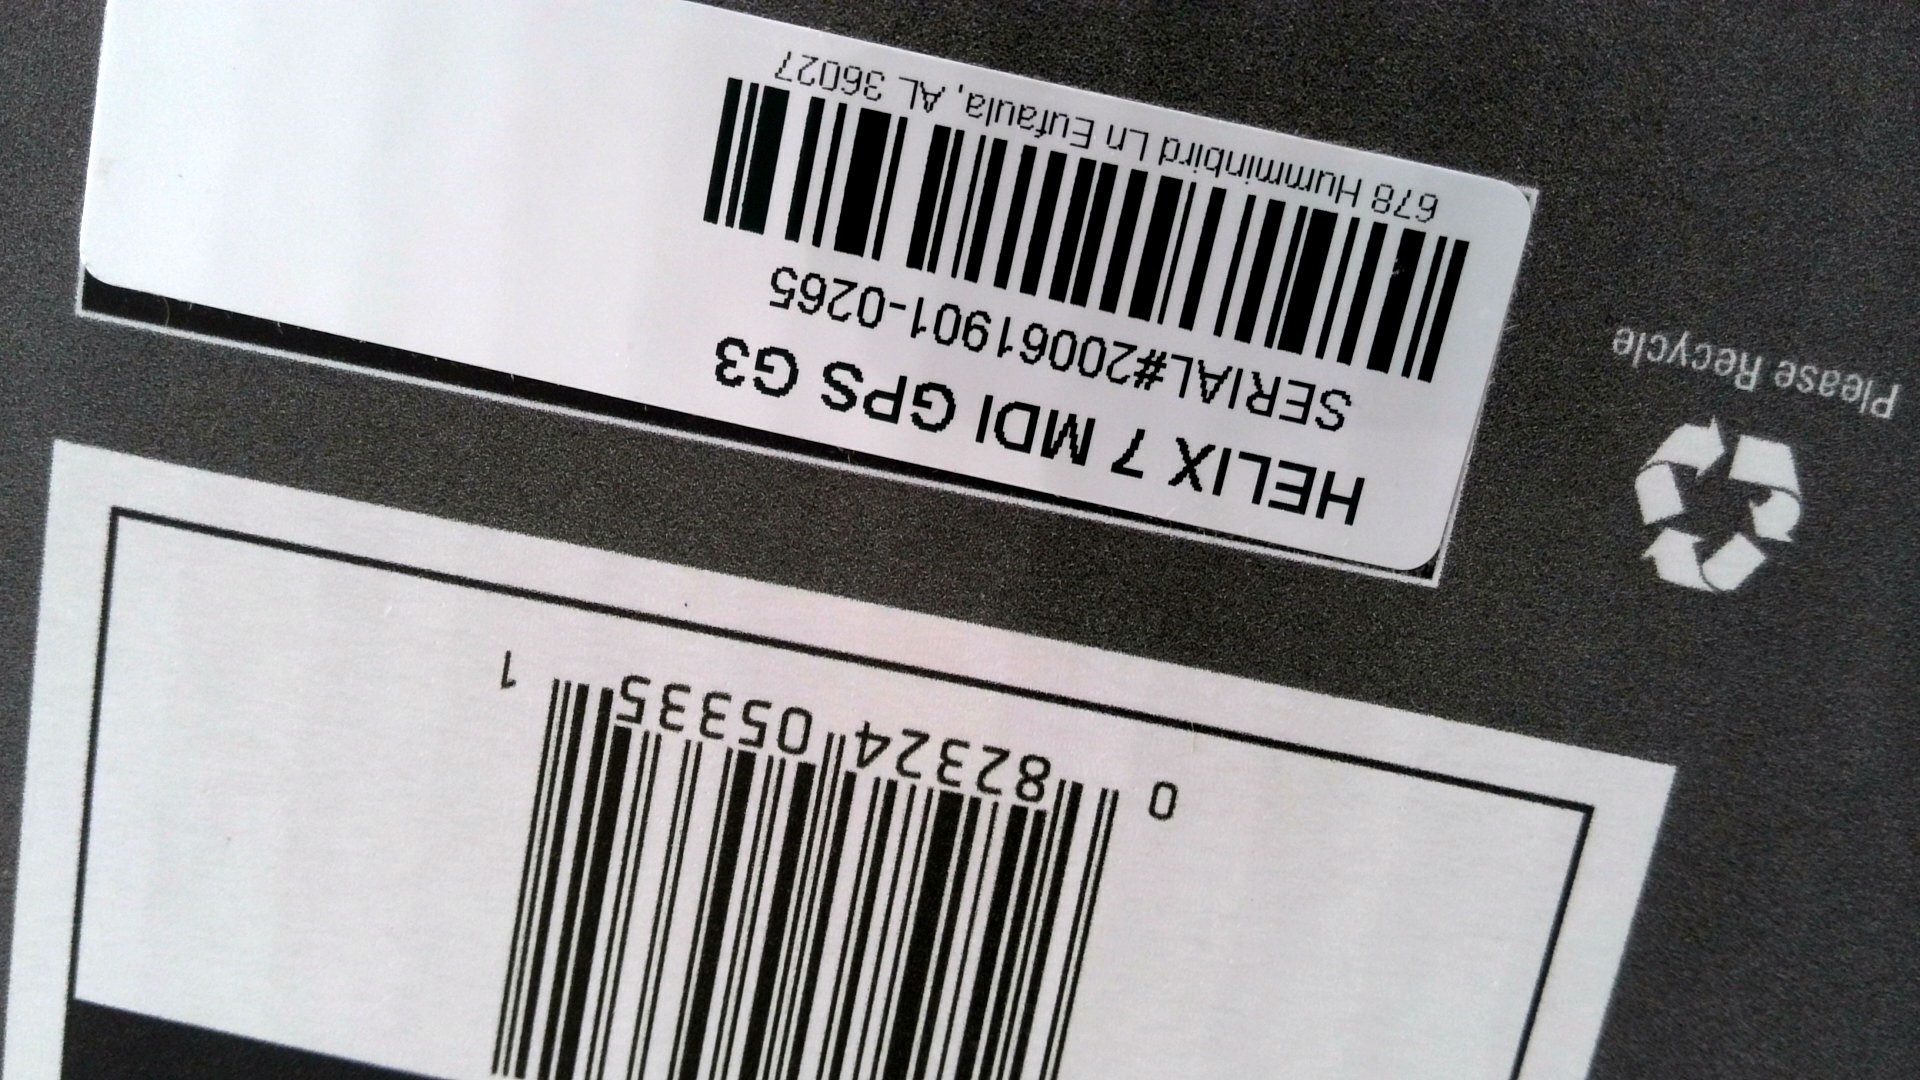 HELIX 7 MDI GPS G3
SERIAL#20061901-0265
678 Humminbird Ln Eufaula, AL 36027
Please Recycle
0 82324 05335 1